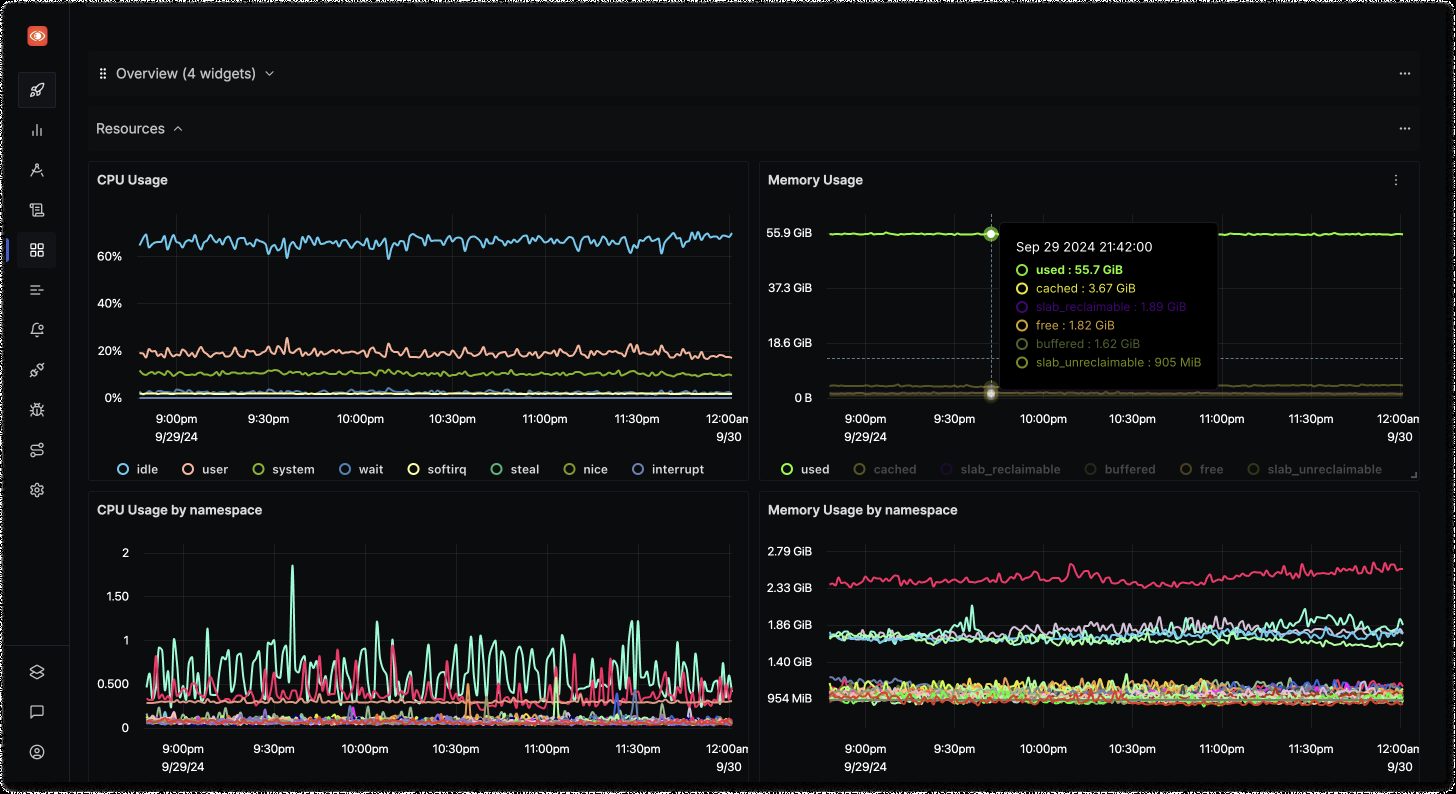 Overview (4 widgets)
Resources
CPU Usage
60%
40%
20%
0%
9:00pm 9:30pm 10:00pm 10:30pm 11:00pm 11:30pm 12:00am
9/29/24 9/30
idle user system wait softirq steal nice interrupt
Memory Usage
55.9 GiB
37.3 GiB
18.6 GiB
0 B
Sep 29 2024 21:42:00
used : 55.7 GiB
cached : 3.67 GiB
slab_reclaimable : 1.89 GiB
free : 1.82 GiB
buffered : 1.62 GiB
slab_unreclaimable : 905 MiB
9:00pm 9:30pm 10:00pm 10:30pm 11:00pm 11:30pm 12:00am
9/29/24 9/30
used cached slab_reclaimable buffered free slab_unreclaimable
CPU Usage by namespace
2
1.50
1
0.500
0
9:00pm 9:30pm 10:00pm 10:30pm 11:00pm 11:30pm 12:00am
9/29/24 9/30
Memory Usage by namespace
2.79 GiB
2.33 GiB
1.86 GiB
1.40 GiB
954 MiB
9:00pm 9:30pm 10:00pm 10:30pm 11:00pm 11:30pm 12:00am
9/29/24 9/30